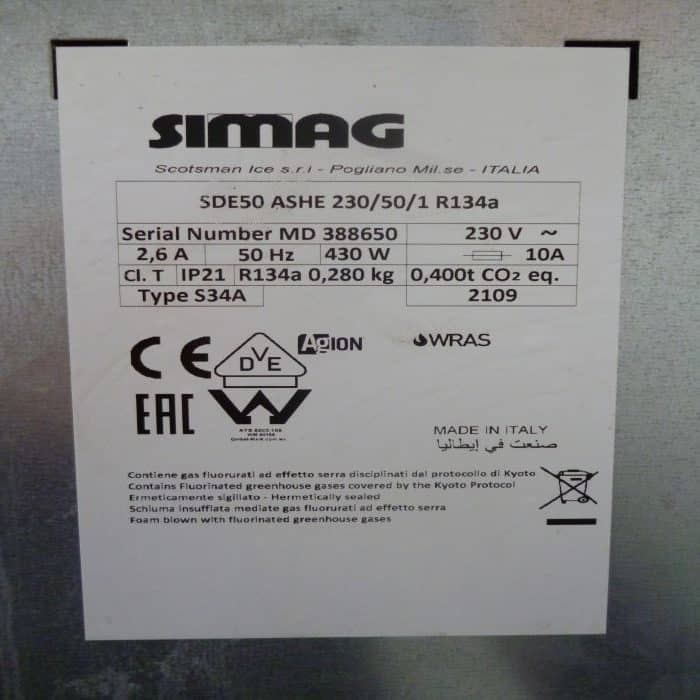 SIMAG
Scotsman Ice s.r.l - Pogliano Mil.se - ITALIA
SDE50 ASHE 230/50/1 R134a
Serial Number MD 388650 230 V ~
2,6 A 50 Hz 430 W 10A
Cl. T IP21 R134a 0,280 kg 0,400t CO2 eq.
Type S34A 2109
CE DVE AgION WRAS
EAC W
MADE IN ITALY
صنعت في إيطاليا
Contiene gas fluorurati ad effetto serra disciplinati dal protocollo di Kyoto
Contains Fluorinated greenhouse gases covered by the Kyoto Protocol
Ermeticamente sigillato - Hermetically sealed
Schiuma insufflata mediate gas fluorurati ad effetto serra
Foam blown with fluorinated greenhouse gases